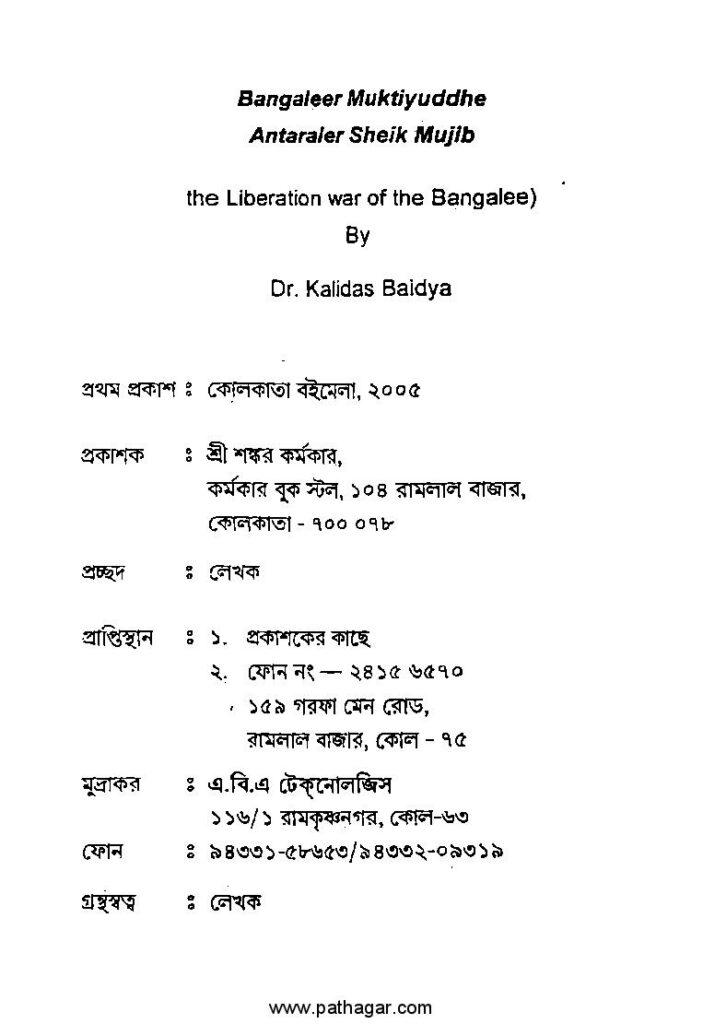 Bangaleer Muktiyuddhe
Antaraler Sheik Mujib
the Liberation war of the Bangalee)
By
Dr. Kalidas Baidya
প্রথম প্রকাশ ঃ কোলকাতা বইমেলা, ২০০৫
প্রকাশক ঃ শ্রী শঙ্কর কর্মকার,
কর্মকার বুক স্টল, ১০৪ রামলাল বাজার,
কোলকাতা - ৭০০ ০৭৮
প্রচ্ছদ ঃ লেখক
প্রাপ্তিস্থান ঃ ১. প্রকাশকের কাছে
২. ফোন নং — ২৪১৫ ৬৫৭০
১৫৯ গরফা মেন রোড,
রামলাল বাজার, কোল - ৭৫
মুদ্রাকর ঃ এ.বি.এ টেক্‌নোলজিস
১১৬/১ রামকৃষ্ণনগর, কোল-৬৩
ফোন ঃ ৯৪৩৩১-৫৮৬৫৩/৯৪৩৩২-০৯৩১৯
গ্রন্থস্বত্ব ঃ লেখক
www.pathagar.com